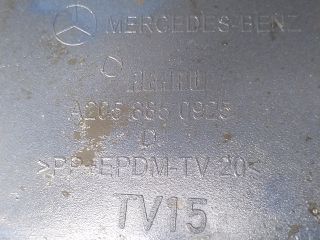 MERCEDES-BENZ
A205 885 0925
D
>PP+EPDM-TV 20<
TV15